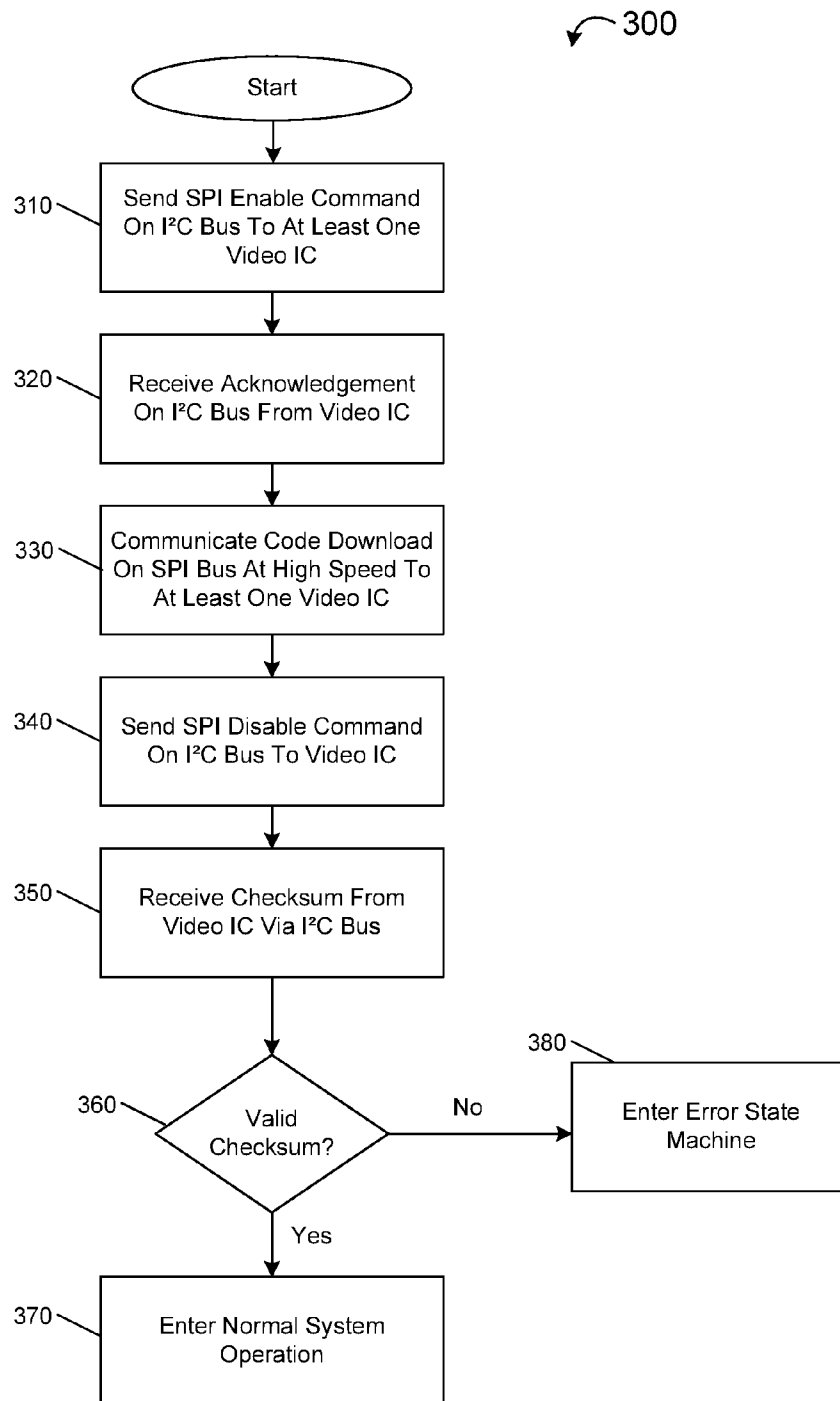 300
Start
310
Send SPI Enable Command
On I²C Bus To At Least One
Video IC
320
Receive Acknowledgement
On I²C Bus From Video IC
330
Communicate Code Download
On SPI Bus At High Speed To
At Least One Video IC
340
Send SPI Disable Command
On I²C Bus To Video IC
350
Receive Checksum From
Video IC Via I²C Bus
360
Valid
Checksum?
No
380
Enter Error State
Machine
Yes
370
Enter Normal System
Operation